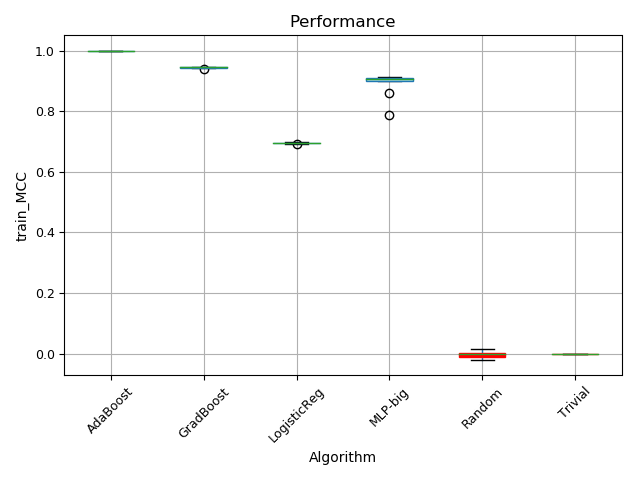 Performance
train_MCC
1.0
0.8
0.6
0.4
0.2
0.0
AdaBoost
GradBoost
LogisticReg
MLP-big
Random
Trivial
Algorithm